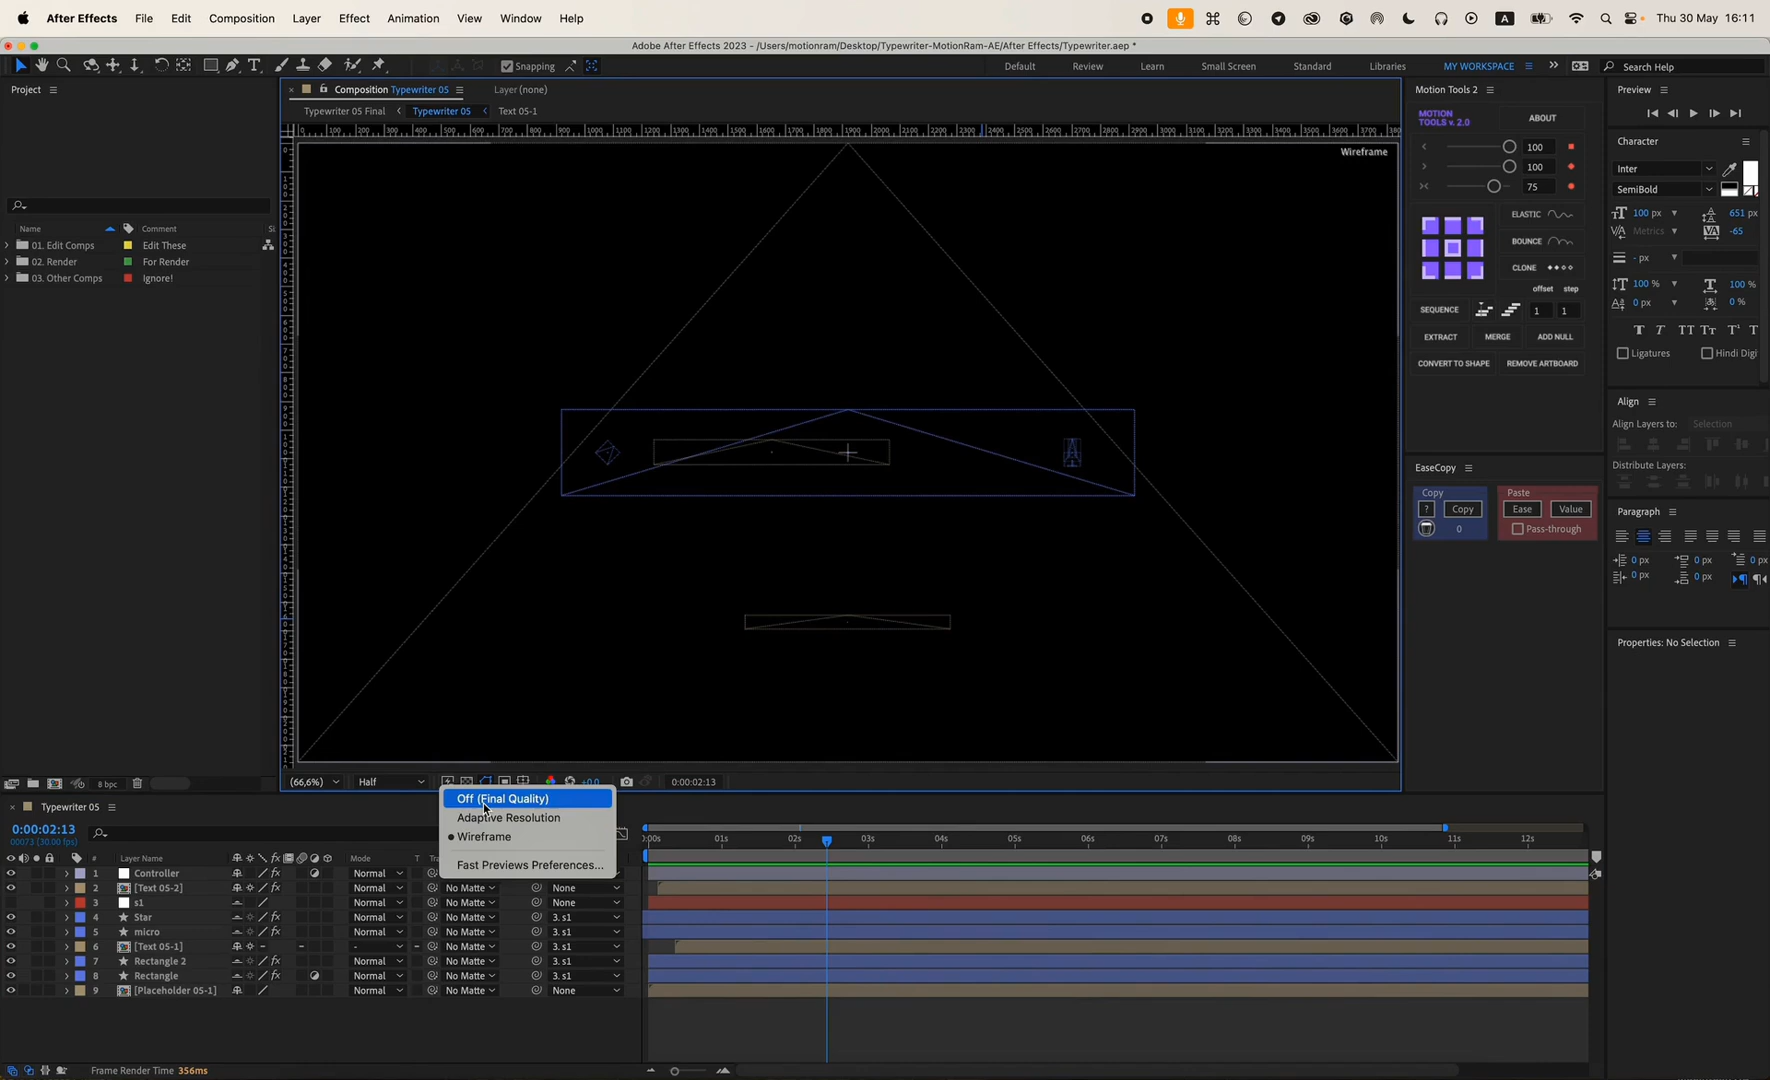 After Effects File Edit Composition Layer Effect Animation View Window Help A Thu 30 May 16:11
Adobe After Effects 2023 - /Users/motionram/Desktop/Typewriter-MotionRam-AE/After Effects/Typewriter.aep *
Snapping Default Review Learn Small Screen Standard Libraries MY WORKSPACE Search Help
Project
Composition Typewriter 05 Layer (none)
Typewriter 05 Final Typewriter 05 Text 05-1
Wireframe
Name Comment
01. Edit Comps Edit These
02. Render For Render
03. Other Comps Ignore!
8 bpc
(66,6%) Half +0,0 0:00:02:13
Motion Tools 2
MOTION
TOOLS v. 2.0
ABOUT
100
100
75
ELASTIC
BOUNCE
CLONE
offset step
SEQUENCE 1 1
EXTRACT MERGE ADD NULL
CONVERT TO SHAPE REMOVE ARTBOARD
EaseCopy
Copy Paste
? Copy Ease Value
0 Pass-through
Preview
Character
Inter
SemiBold
100 px 651 px
Metrics -65
- px
100 % 100 %
0 px 0 %
Ligatures Hindi Digi
Align
Align Layers to: Selection
Distribute Layers:
Paragraph
0 px 0 px 0 px
0 px 0 px
Properties: No Selection
Off (Final Quality)
Adaptive Resolution
Wireframe
Fast Previews Preferences...
Typewriter 05
0:00:02:13
00073 (30.00 fps)
# Layer Name Mode T
1 Controller Normal
2 [Text 05-2] Normal No Matte None
3 s1 Normal No Matte None
4 Star Normal No Matte 3. s1
5 micro Normal No Matte 3. s1
6 [Text 05-1] - No Matte 3. s1
7 Rectangle 2 Normal No Matte 3. s1
8 Rectangle Normal No Matte 3. s1
9 [Placeholder 05-1] Normal No Matte None
:00s 01s 02s 03s 04s 05s 06s 07s 08s 09s 10s 11s 12s
Frame Render Time 356ms